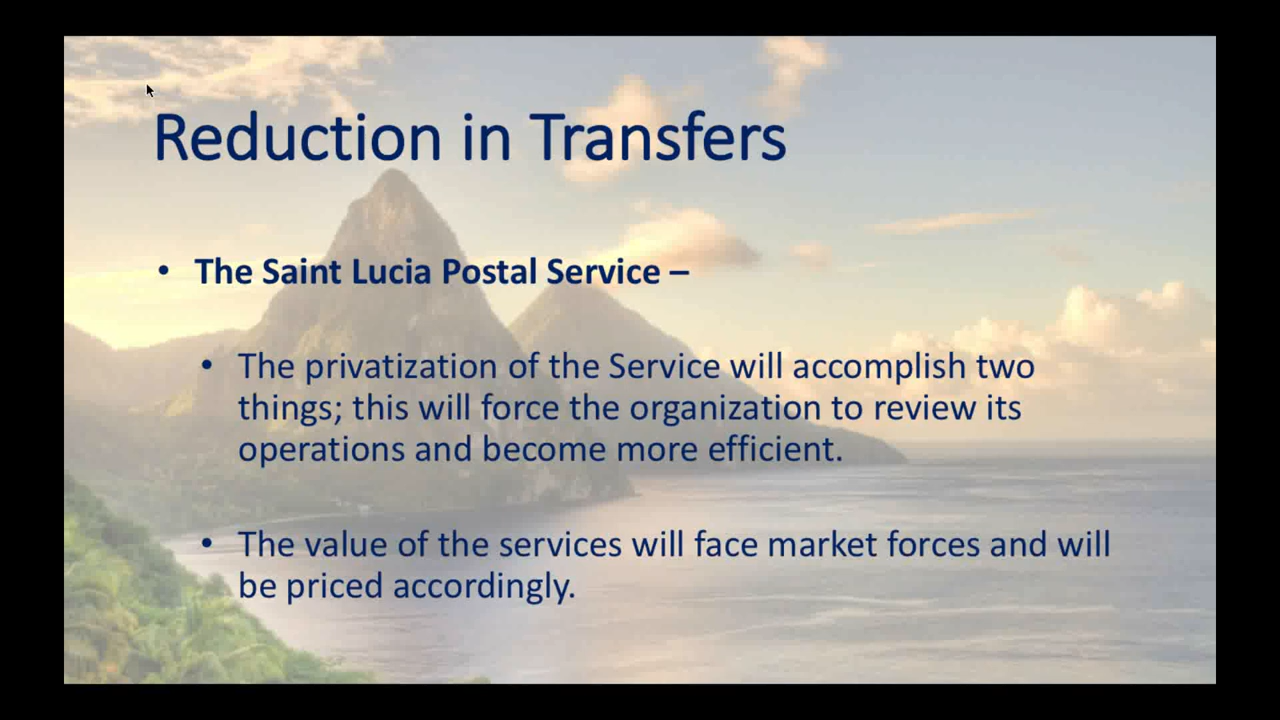 Reduction in Transfers
• The Saint Lucia Postal Service –
• The privatization of the Service will accomplish two
things; this will force the organization to review its
operations and become more efficient.
• The value of the services will face market forces and will
be priced accordingly.